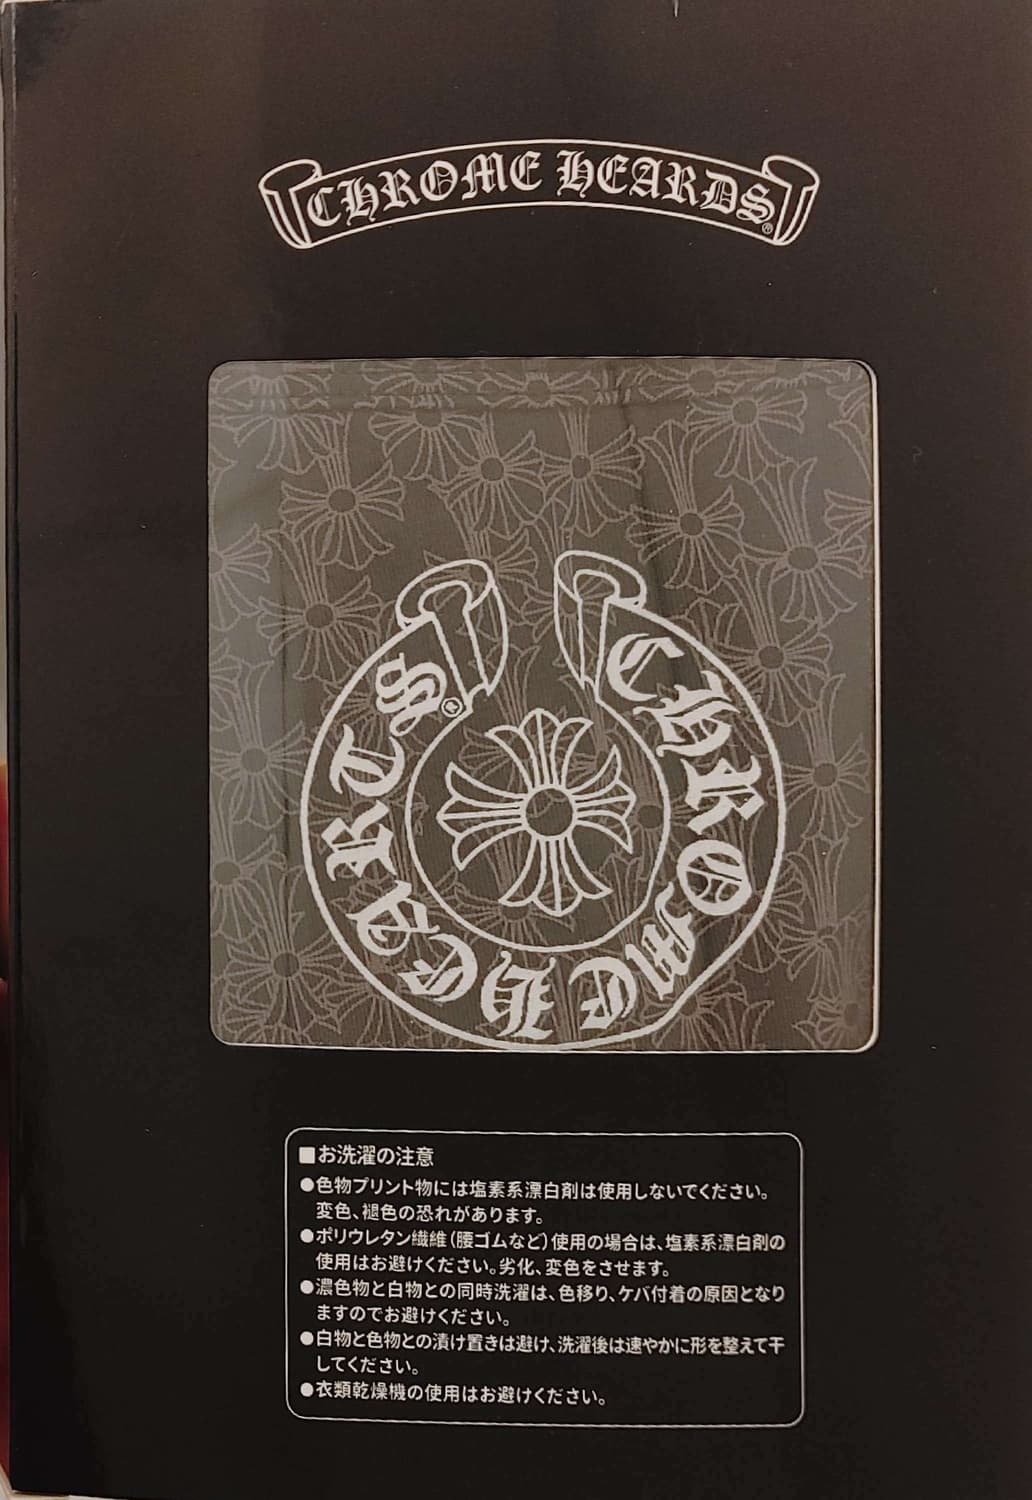 CHROME HEARDS®
CHROME HEARTS®
■お洗濯の注意
●色物プリント物には塩素系漂白剤は使用しないでください。
変色、褪色の恐れがあります。
●ポリウレタン繊維(腰ゴムなど)使用の場合は、塩素系漂白剤の
使用はお避けください。劣化、変色をさせます。
●濃色物と白物との同時洗濯は、色移り、ケバ付着の原因となり
ますのでお避けください。
●白物と色物との漬け置きは避け、洗濯後は速やかに形を整えて干
してください。
●衣類乾燥機の使用はお避けください。